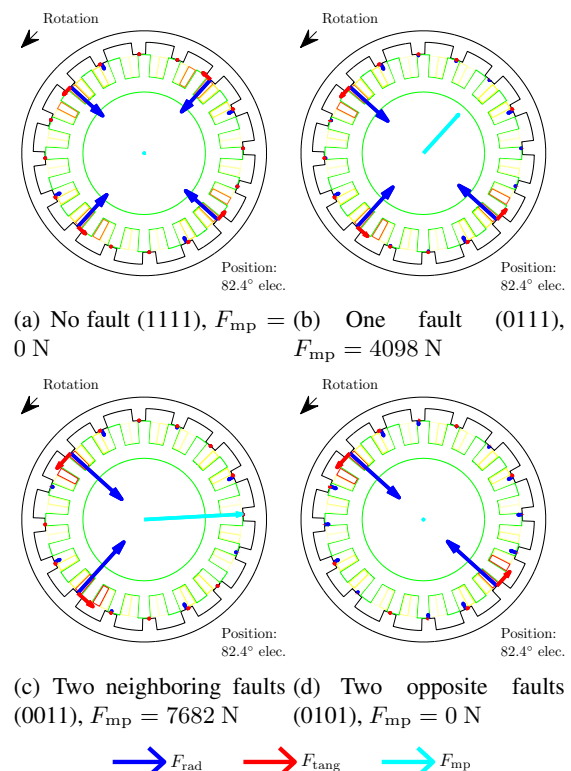 Rotation
Rotation
Position:
82.4° elec.
Position:
82.4° elec.
(a) No fault (1111), F_mp =
0 N
(b) One fault (0111),
F_mp = 4098 N
Rotation
Rotation
Position:
82.4° elec.
Position:
82.4° elec.
(c) Two neighboring faults
(0011), F_mp = 7682 N
(d) Two opposite faults
(0101), F_mp = 0 N
F_rad F_tang F_mp